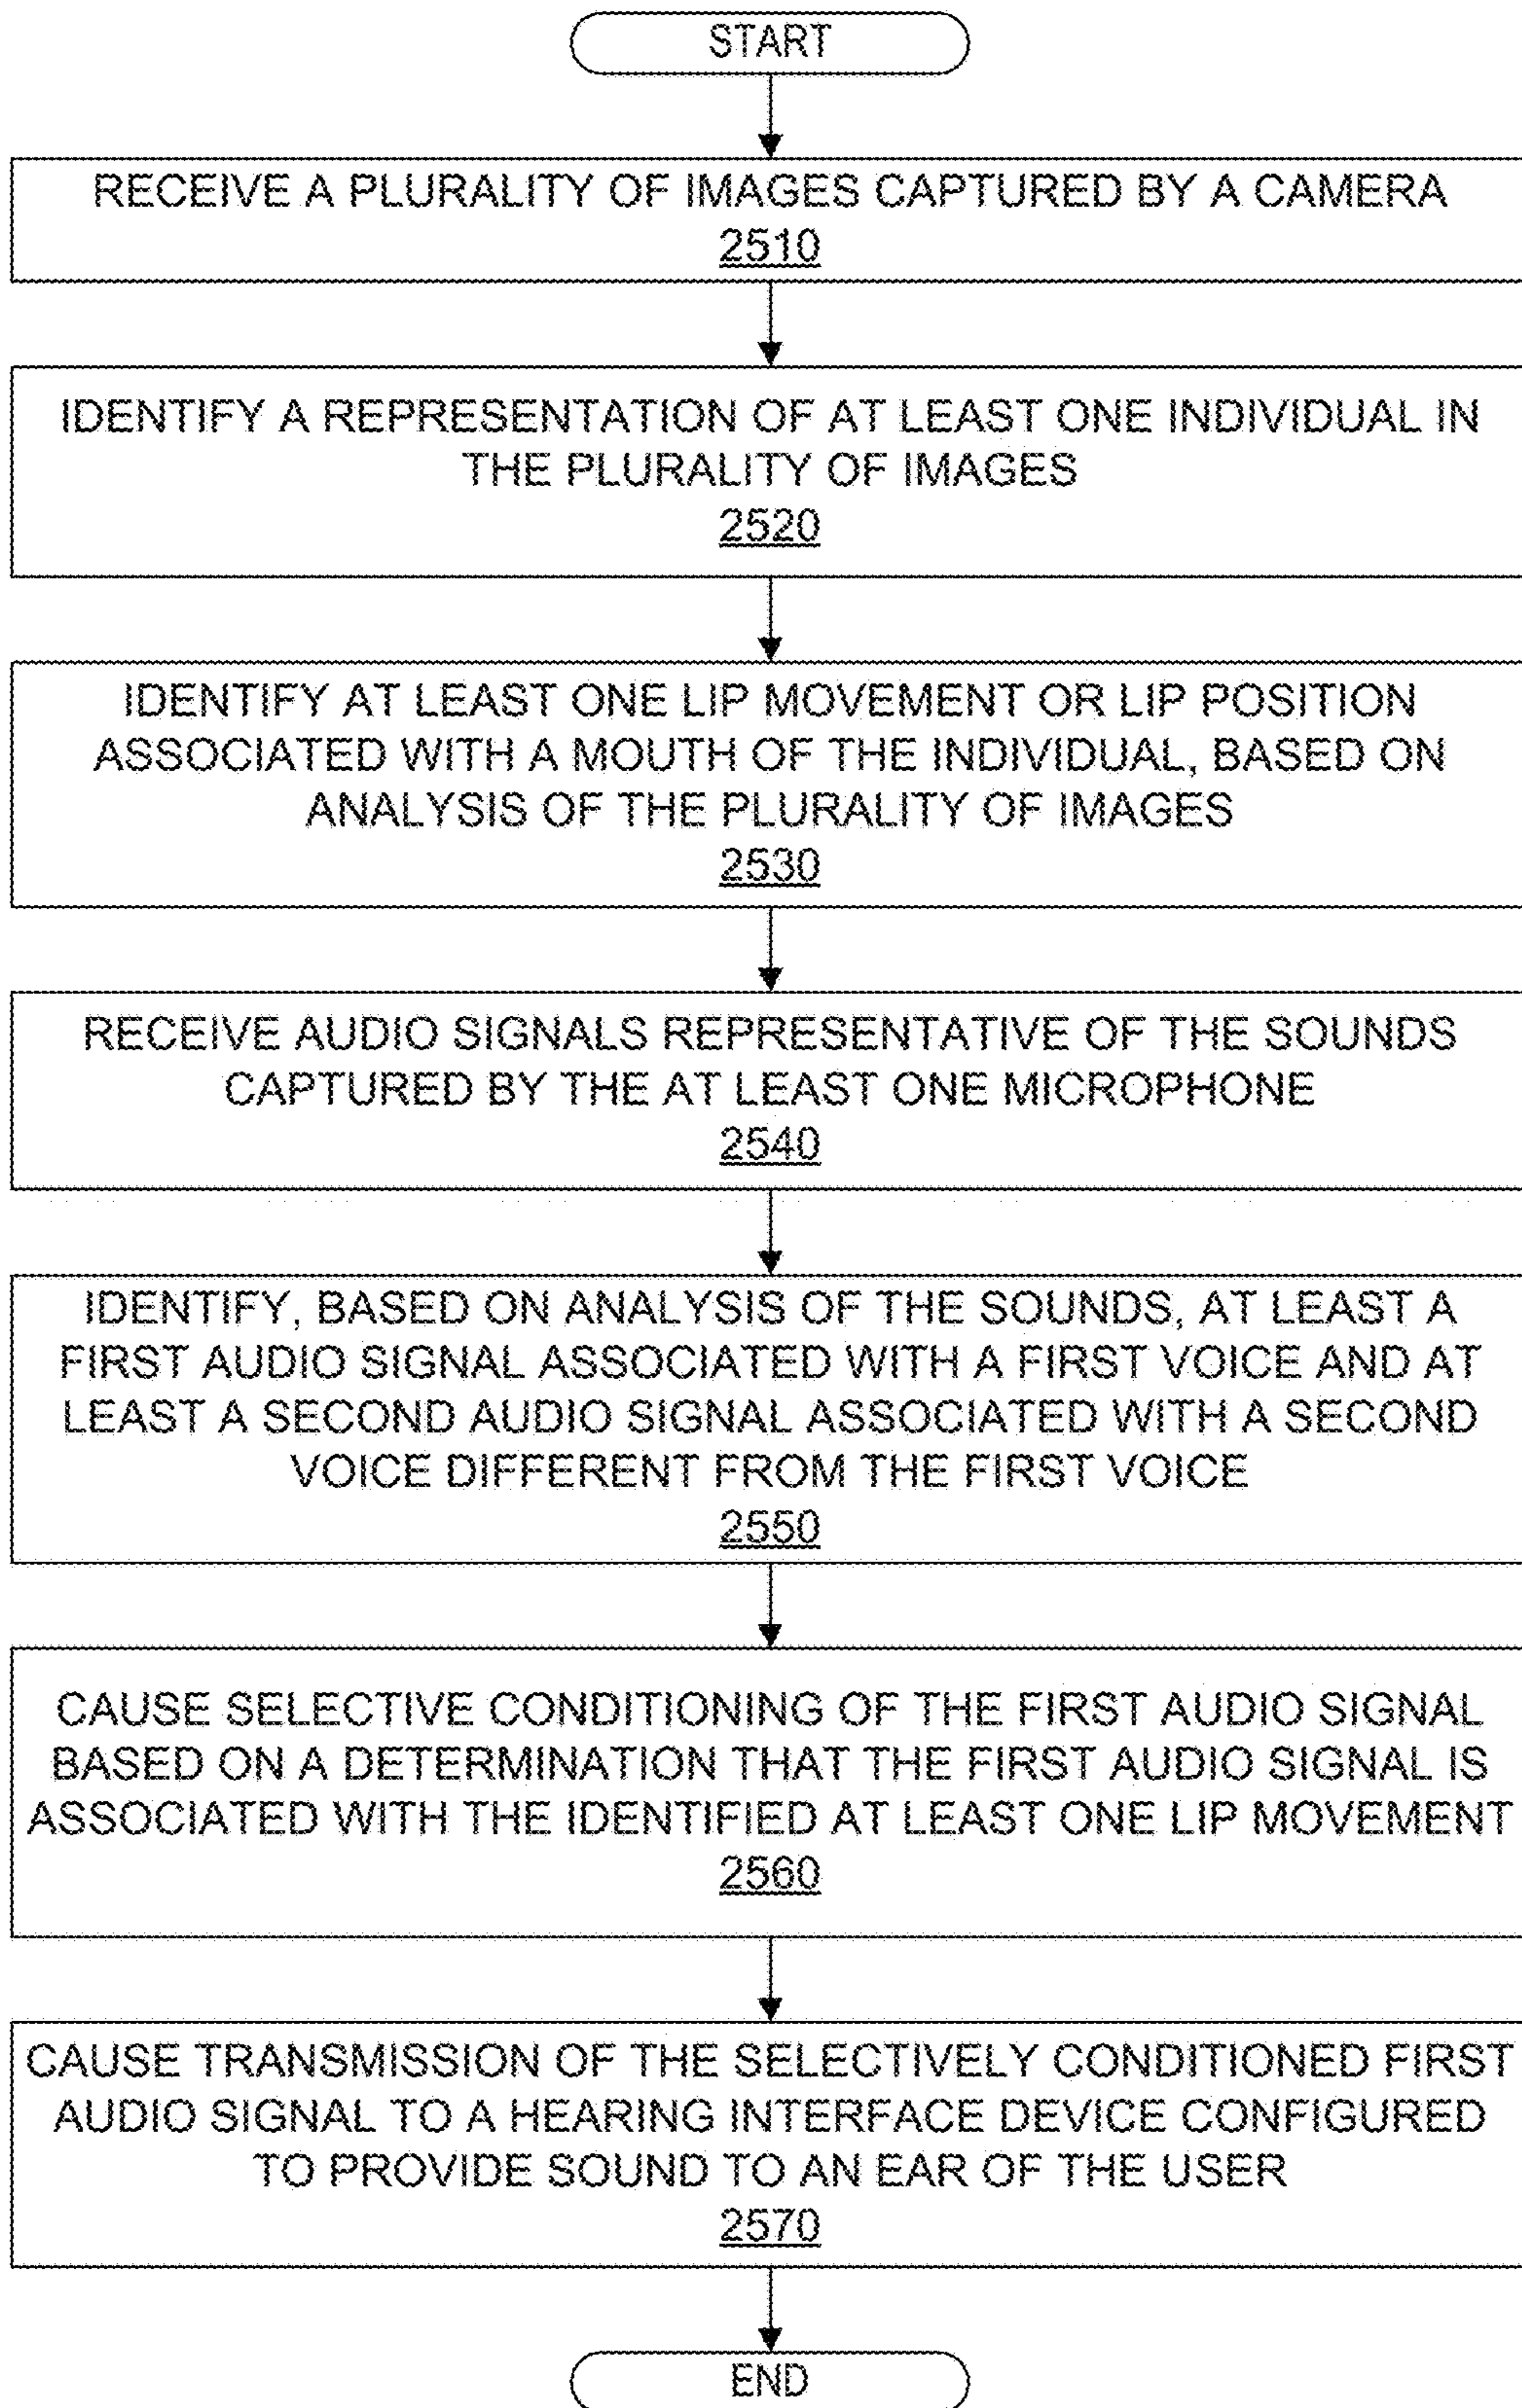 START
RECEIVE A PLURALITY OF IMAGES CAPTURED BY A CAMERA
2510
IDENTIFY A REPRESENTATION OF AT LEAST ONE INDIVIDUAL IN
THE PLURALITY OF IMAGES
2520
IDENTIFY AT LEAST ONE LIP MOVEMENT OR LIP POSITION
ASSOCIATED WITH A MOUTH OF THE INDIVIDUAL, BASED ON
ANALYSIS OF THE PLURALITY OF IMAGES
2530
RECEIVE AUDIO SIGNALS REPRESENTATIVE OF THE SOUNDS
CAPTURED BY THE AT LEAST ONE MICROPHONE
2540
IDENTIFY, BASED ON ANALYSIS OF THE SOUNDS, AT LEAST A
FIRST AUDIO SIGNAL ASSOCIATED WITH A FIRST VOICE AND AT
LEAST A SECOND AUDIO SIGNAL ASSOCIATED WITH A SECOND
VOICE DIFFERENT FROM THE FIRST VOICE
2550
CAUSE SELECTIVE CONDITIONING OF THE FIRST AUDIO SIGNAL
BASED ON A DETERMINATION THAT THE FIRST AUDIO SIGNAL IS
ASSOCIATED WITH THE IDENTIFIED AT LEAST ONE LIP MOVEMENT
2560
CAUSE TRANSMISSION OF THE SELECTIVELY CONDITIONED FIRST
AUDIO SIGNAL TO A HEARING INTERFACE DEVICE CONFIGURED
TO PROVIDE SOUND TO AN EAR OF THE USER
2570
END